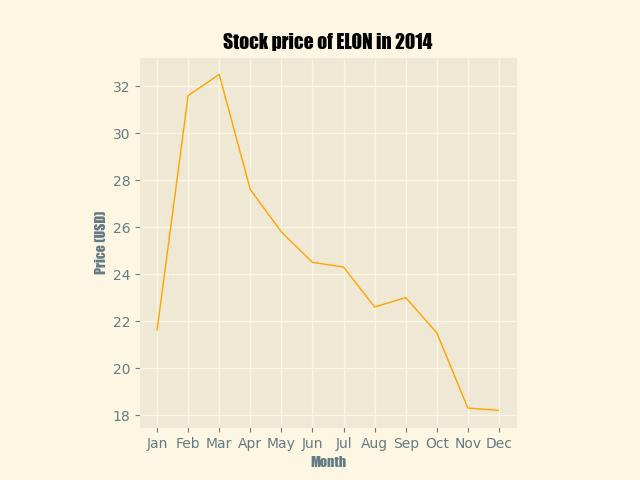 Stock price of ELON in 2014
32
30
28
26
24
22
20
18
Price (USD)
Jan Feb Mar Apr May Jun Jul Aug Sep Oct Nov Dec
Month